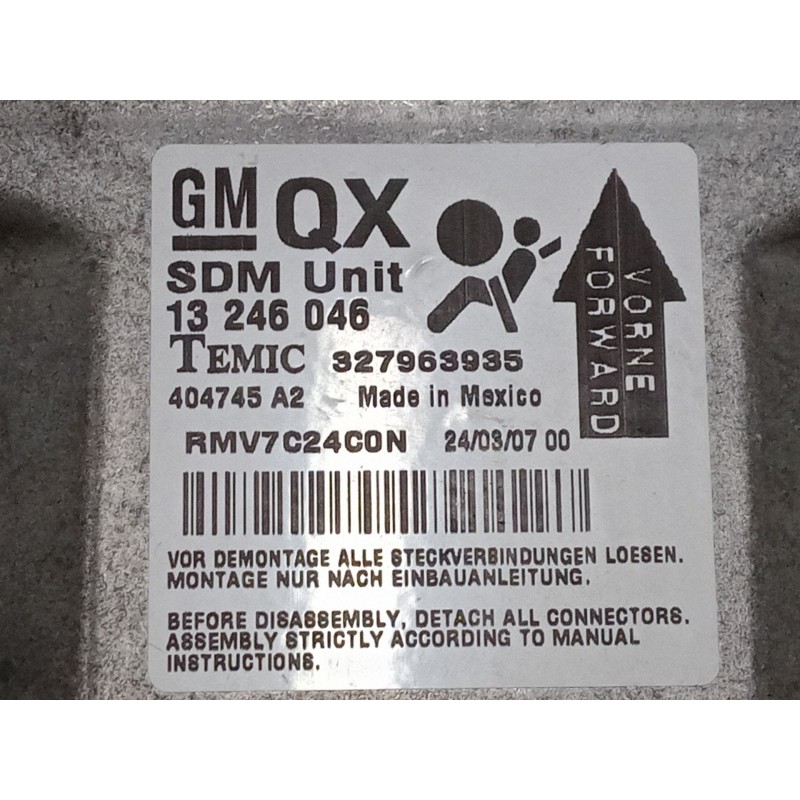 GM QX
SDM Unit
13 246 046
TEMIC 327963935
404745 A2 Made in Mexico
RMV7C24C0N 24/03/07 00
VORNE
FORWARD
VOR DEMONTAGE ALLE STECKVERBINDUNGEN LOESEN.
MONTAGE NUR NACH EINBAUANLEITUNG.
BEFORE DISASSEMBLY, DETACH ALL CONNECTORS.
ASSEMBLY STRICTLY ACCORDING TO MANUAL
INSTRUCTIONS.